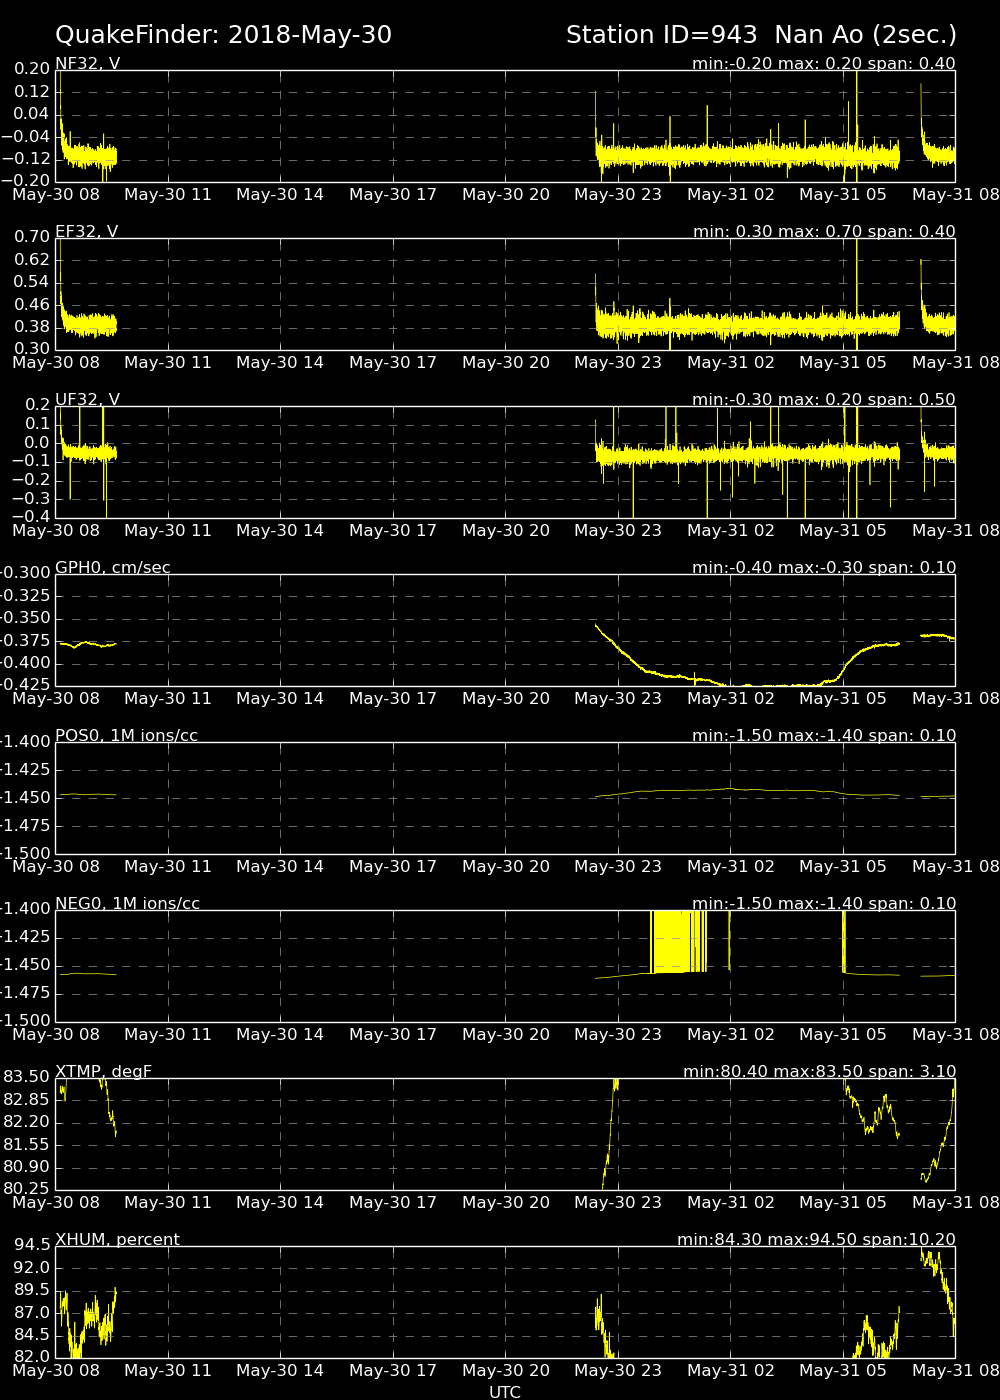 QuakeFinder: 2018-May-30 Station ID=943 Nan Ao (2sec.)
NF32, V min:-0.20 max: 0.20 span: 0.40
0.20
0.12
0.04
−0.04
−0.12
−0.20
May-30 08 May-30 11 May-30 14 May-30 17 May-30 20 May-30 23 May-31 02 May-31 05 May-31 08
EF32, V min: 0.30 max: 0.70 span: 0.40
0.70
0.62
0.54
0.46
0.38
0.30
May-30 08 May-30 11 May-30 14 May-30 17 May-30 20 May-30 23 May-31 02 May-31 05 May-31 08
UF32, V min:-0.30 max: 0.20 span: 0.50
0.2
0.1
0.0
−0.1
−0.2
−0.3
−0.4
May-30 08 May-30 11 May-30 14 May-30 17 May-30 20 May-30 23 May-31 02 May-31 05 May-31 08
GPH0, cm/sec min:-0.40 max:-0.30 span: 0.10
−0.300
−0.325
−0.350
−0.375
−0.400
−0.425
May-30 08 May-30 11 May-30 14 May-30 17 May-30 20 May-30 23 May-31 02 May-31 05 May-31 08
POS0, 1M ions/cc min:-1.50 max:-1.40 span: 0.10
−1.400
−1.425
−1.450
−1.475
−1.500
May-30 08 May-30 11 May-30 14 May-30 17 May-30 20 May-30 23 May-31 02 May-31 05 May-31 08
NEG0, 1M ions/cc min:-1.50 max:-1.40 span: 0.10
−1.400
−1.425
−1.450
−1.475
−1.500
May-30 08 May-30 11 May-30 14 May-30 17 May-30 20 May-30 23 May-31 02 May-31 05 May-31 08
XTMP, degF min:80.40 max:83.50 span: 3.10
83.50
82.85
82.20
81.55
80.90
80.25
May-30 08 May-30 11 May-30 14 May-30 17 May-30 20 May-30 23 May-31 02 May-31 05 May-31 08
XHUM, percent min:84.30 max:94.50 span:10.20
94.5
92.0
89.5
87.0
84.5
82.0
May-30 08 May-30 11 May-30 14 May-30 17 May-30 20 May-30 23 May-31 02 May-31 05 May-31 08
UTC